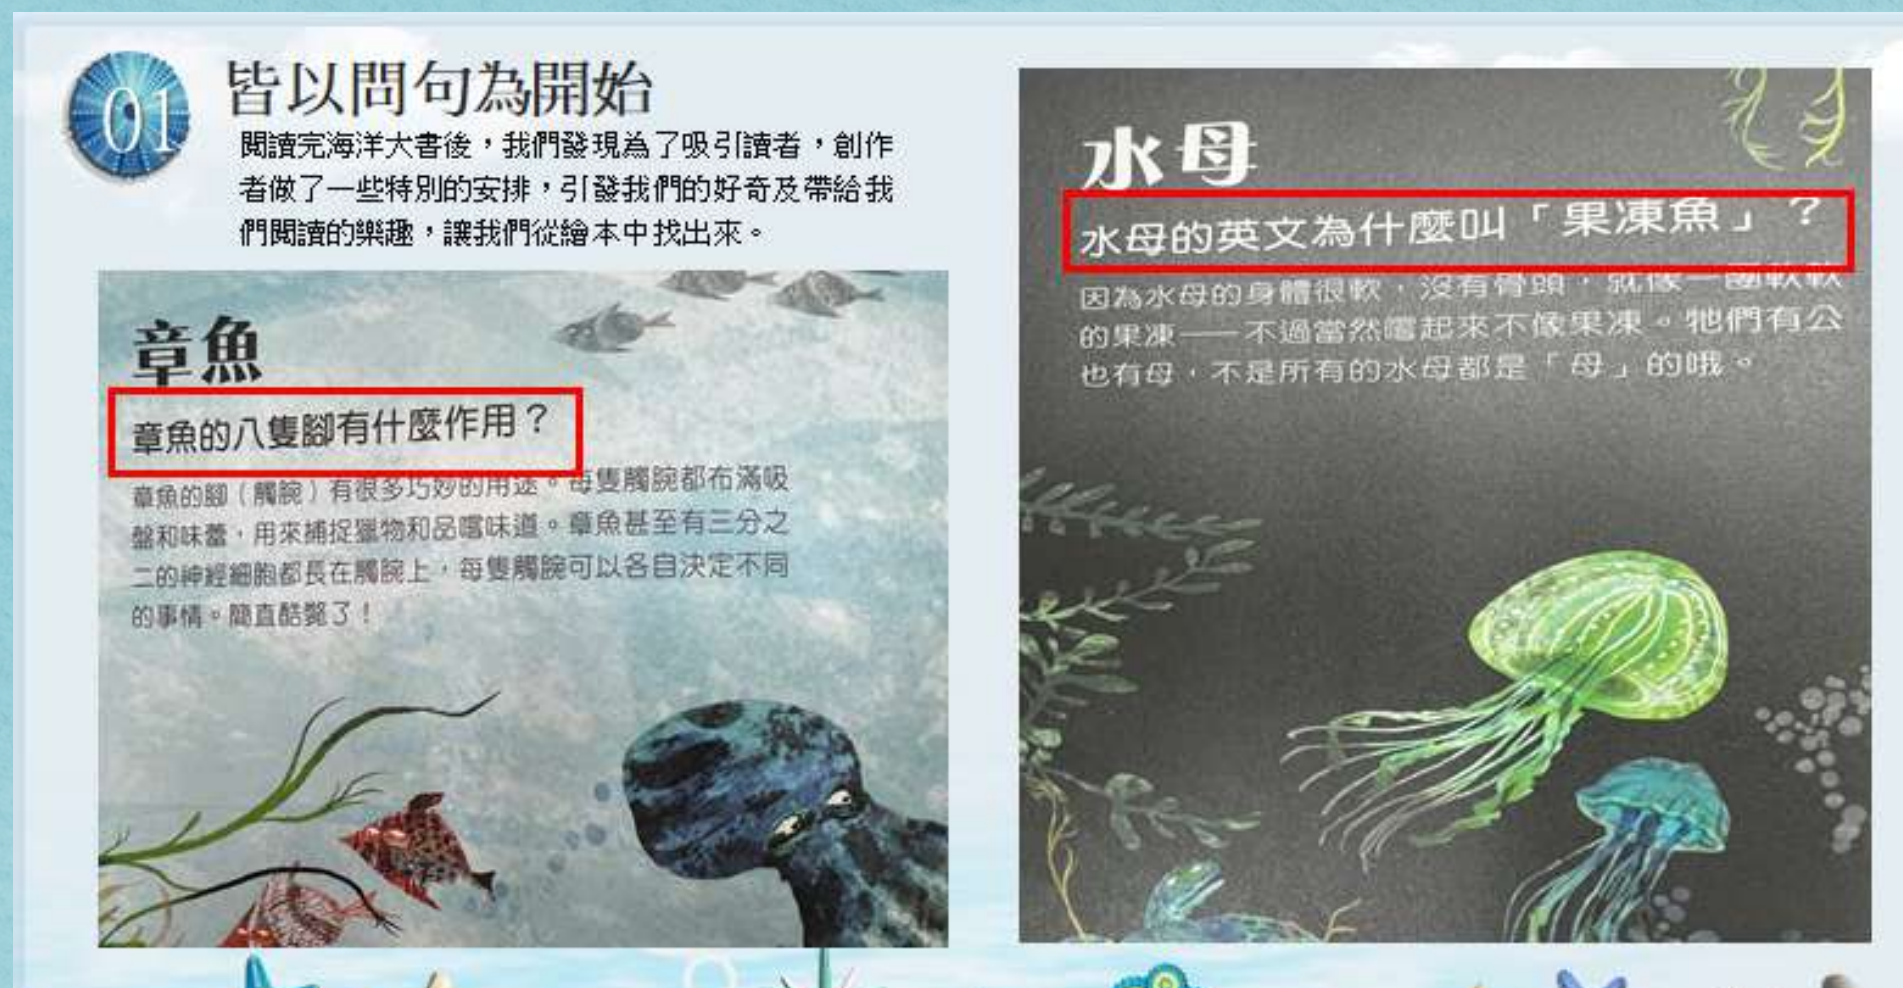 01
皆以問句為開始
閱讀完海洋大書後，我們發現為了吸引讀者，創作
者做了一些特別的安排，引發我們的好奇及帶給我
們閱讀的樂趣，讓我們從繪本中找出來。
章魚
章魚的八隻腳有什麼作用？
章魚的腳（觸腕）有很多巧妙的用途。每隻觸腕都布滿吸
盤和味蕾，用來捕捉獵物和品嚐味道。章魚甚至有三分之
二的神經細胞都長在觸腕上，每隻觸腕可以各自決定不同
的事情。簡直酷斃了！
水母
水母的英文為什麼叫「果凍魚」？
因為水母的身體很軟，沒有骨頭，就像一團軟軟
的果凍——不過當然嚐起來不像果凍。牠們有公
也有母，不是所有的水母都是「母」的哦。